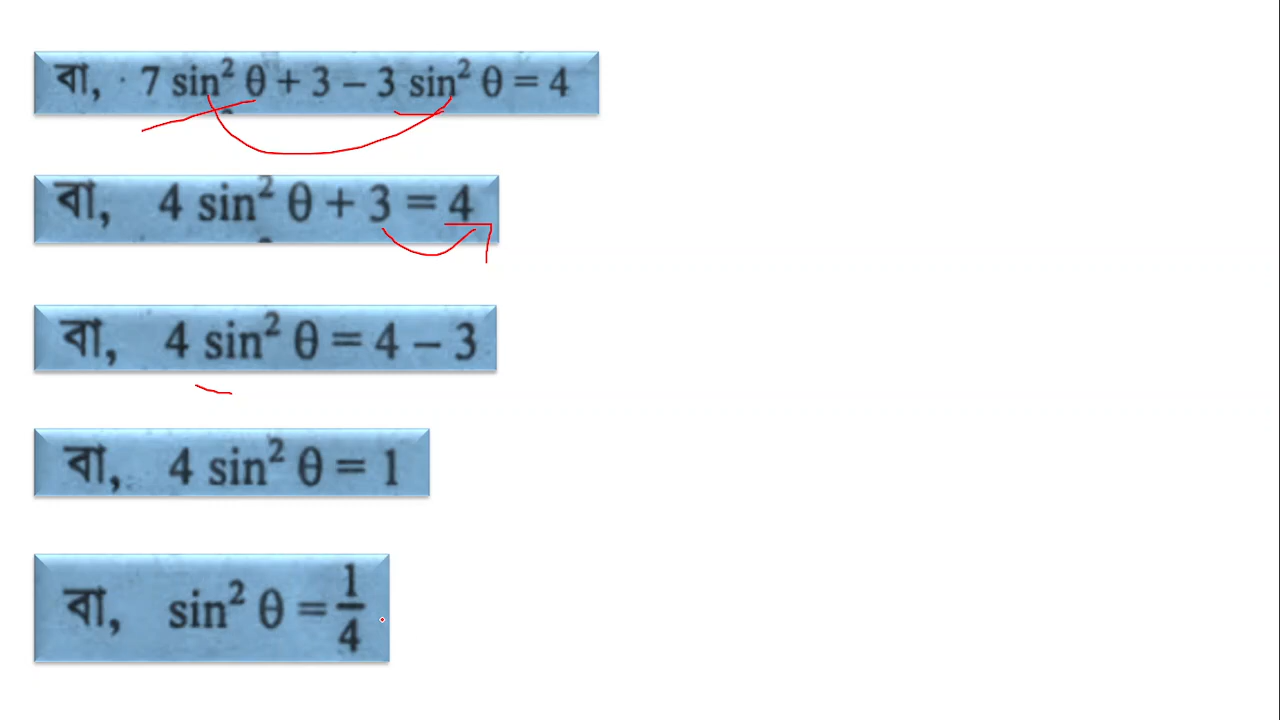 বা, 7 sin² θ + 3 – 3 sin² θ = 4
বা, 4 sin² θ + 3 = 4
বা, 4 sin² θ = 4 – 3
বা, 4 sin² θ = 1
বা, sin² θ = 1/4